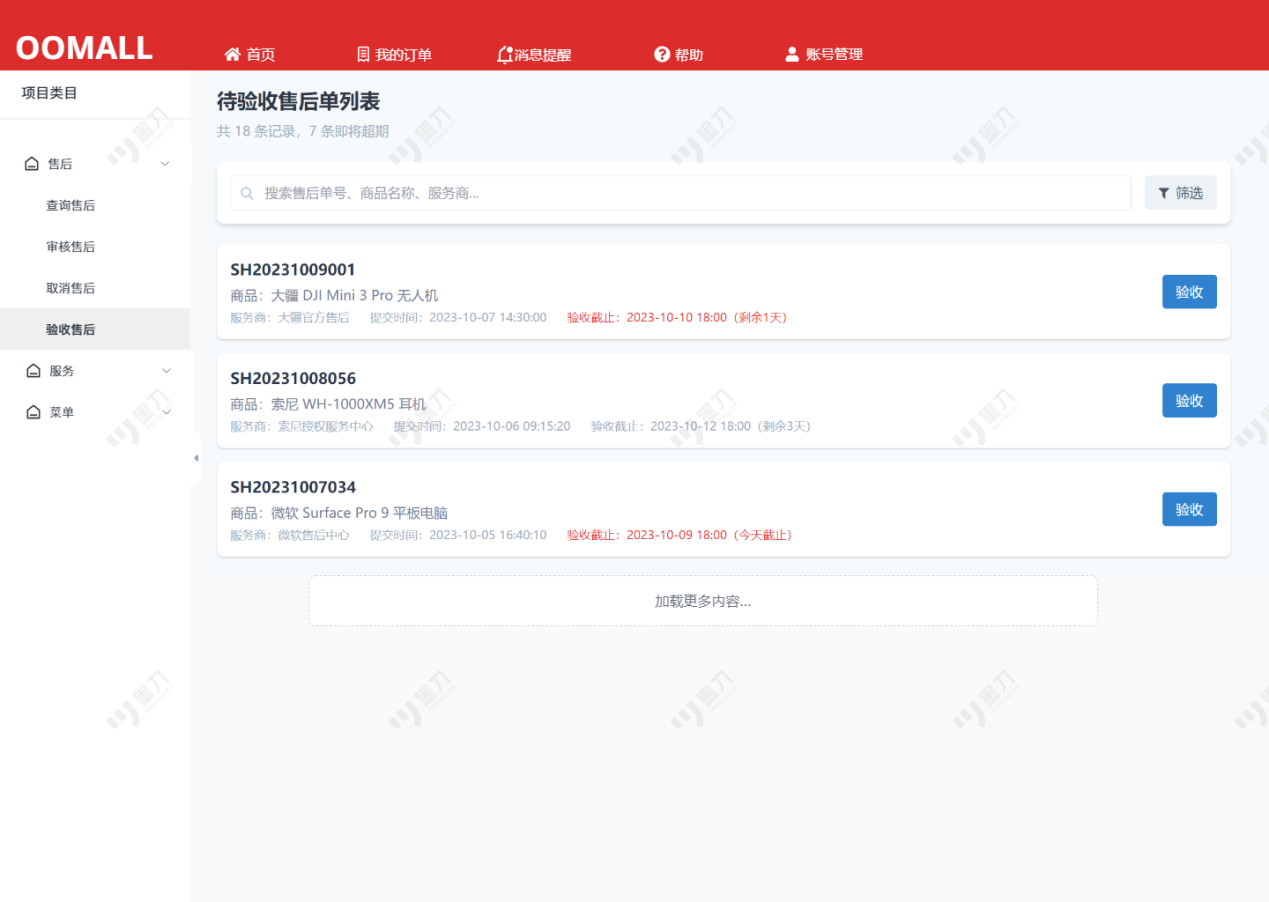 OOMALL
首页
我的订单
消息提醒
帮助
账号管理
项目类目
售后
查询售后
审核售后
取消售后
验收售后
服务
菜单
待验收售后单列表
共 18 条记录，7 条即将超期
搜索售后单号、商品名称、服务商...
筛选
SH20231009001
商品：大疆 DJI Mini 3 Pro 无人机
服务商：大疆官方售后 提交时间：2023-10-07 14:30:00 验收截止：2023-10-10 18:00（剩余1天）
验收
SH20231008056
商品：索尼 WH-1000XM5 耳机
服务商：索尼授权服务中心 提交时间：2023-10-06 09:15:20 验收截止：2023-10-12 18:00（剩余3天）
验收
SH20231007034
商品：微软 Surface Pro 9 平板电脑
服务商：微软售后中心 提交时间：2023-10-05 16:40:10 验收截止：2023-10-09 18:00（今天截止）
验收
加载更多内容...
墨刀